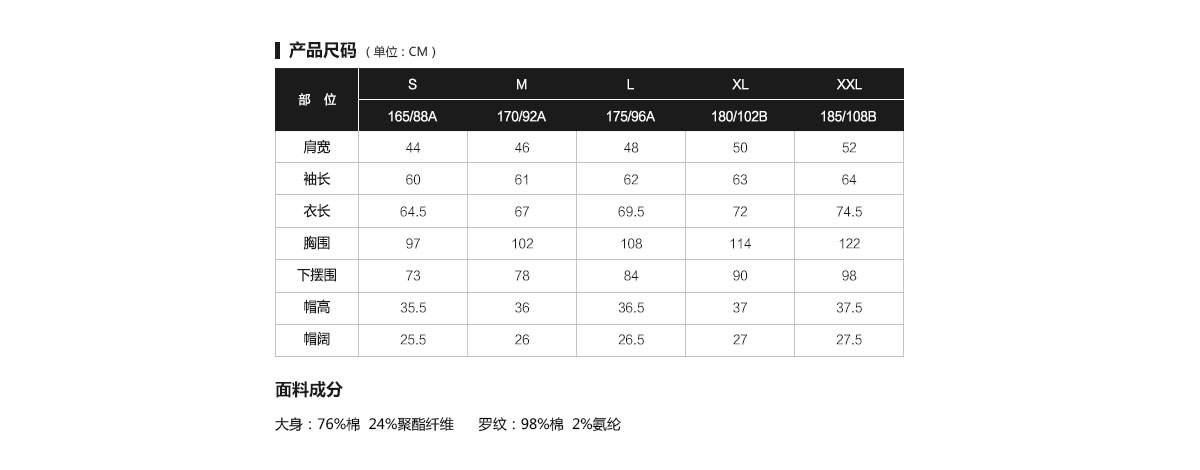 产品尺码（单位：CM）
部 位 S M L XL XXL
165/88A 170/92A 175/96A 180/102B 185/108B
肩宽 44 46 48 50 52
袖长 60 61 62 63 64
衣长 64.5 67 69.5 72 74.5
胸围 97 102 108 114 122
下摆围 73 78 84 90 98
帽高 35.5 36 36.5 37 37.5
帽阔 25.5 26 26.5 27 27.5
面料成分
大身：76%棉 24%聚酯纤维 罗纹：98%棉 2%氨纶